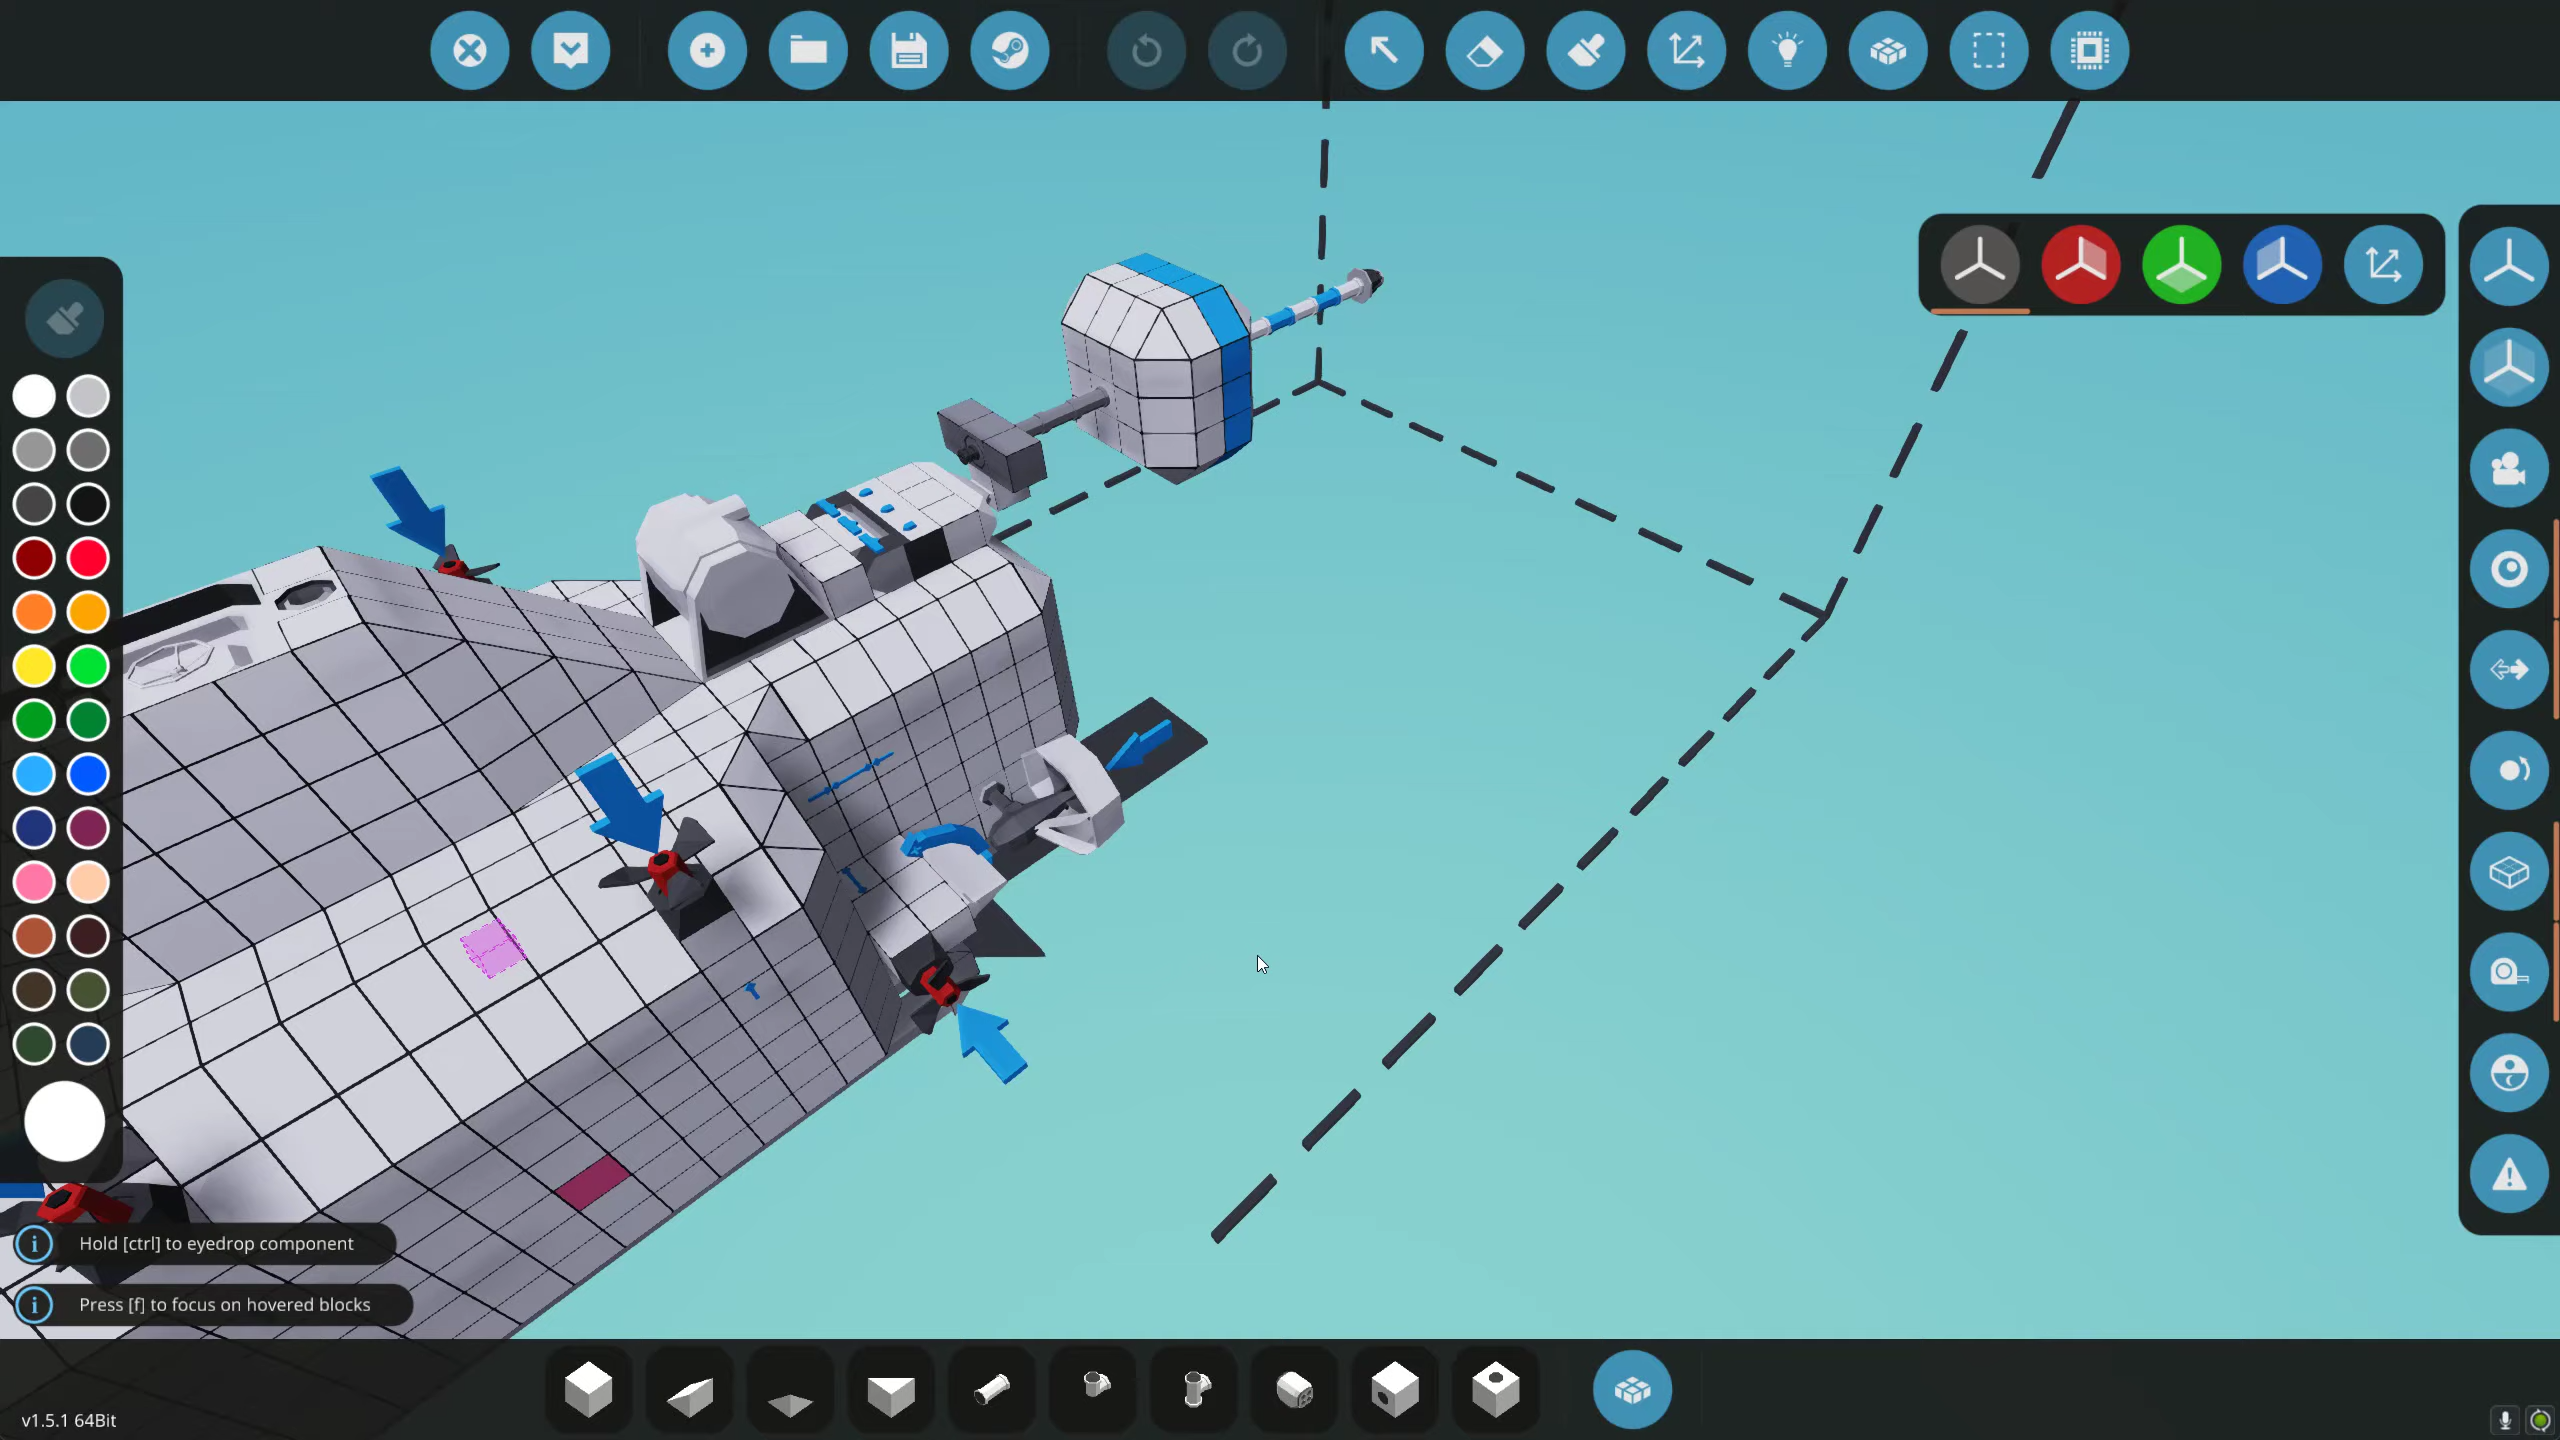 Hold [ctrl] to eyedrop component
Press [f] to focus on hovered blocks
v1.5.1 64Bit